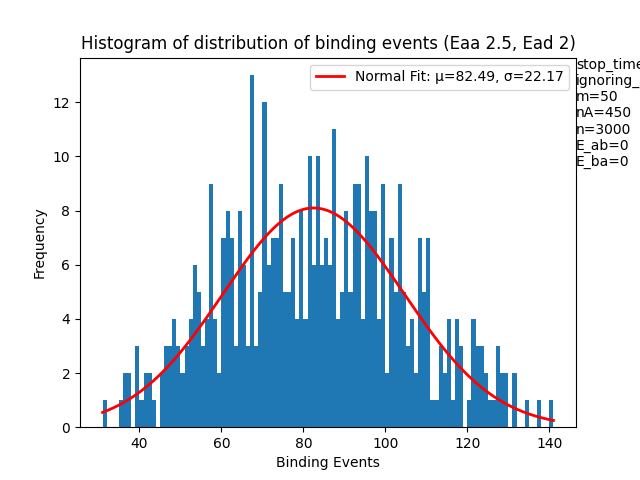 Histogram of distribution of binding events (Eaa 2.5, Ead 2)
Normal Fit: μ=82.49, σ=22.17
stop_time
ignoring_
m=50
nA=450
n=3000
E_ab=0
E_ba=0
Frequency
12
10
8
6
4
2
0
40 60 80 100 120 140
Binding Events